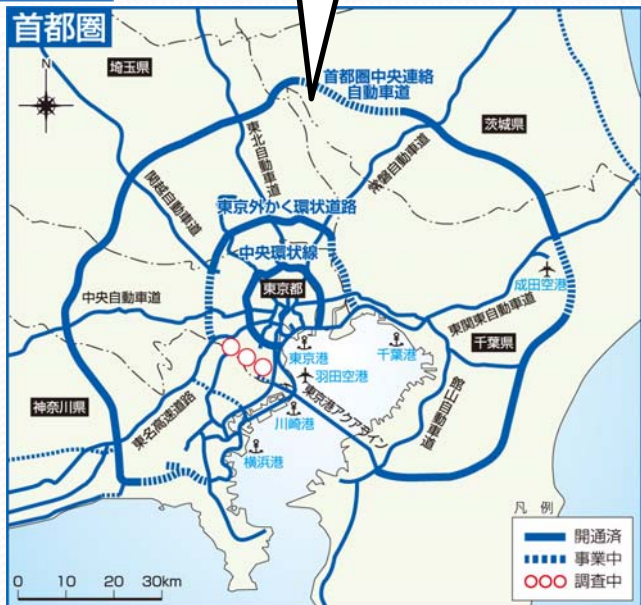 首都圏
埼玉県
N
首都圏中央連絡
自動車道
茨城県
東北自動車道
常磐自動車道
関越自動車道
東京外かく環状道路
中央環状線
東京都
中央自動車道
成田空港
東関東自動車道
千葉県
東京港
千葉港
羽田空港
神奈川県
東名高速道路
川崎港
東京港アクアライン
館山自動車道
横浜港
凡 例
開通済
事業中
調査中
0 10 20 30km